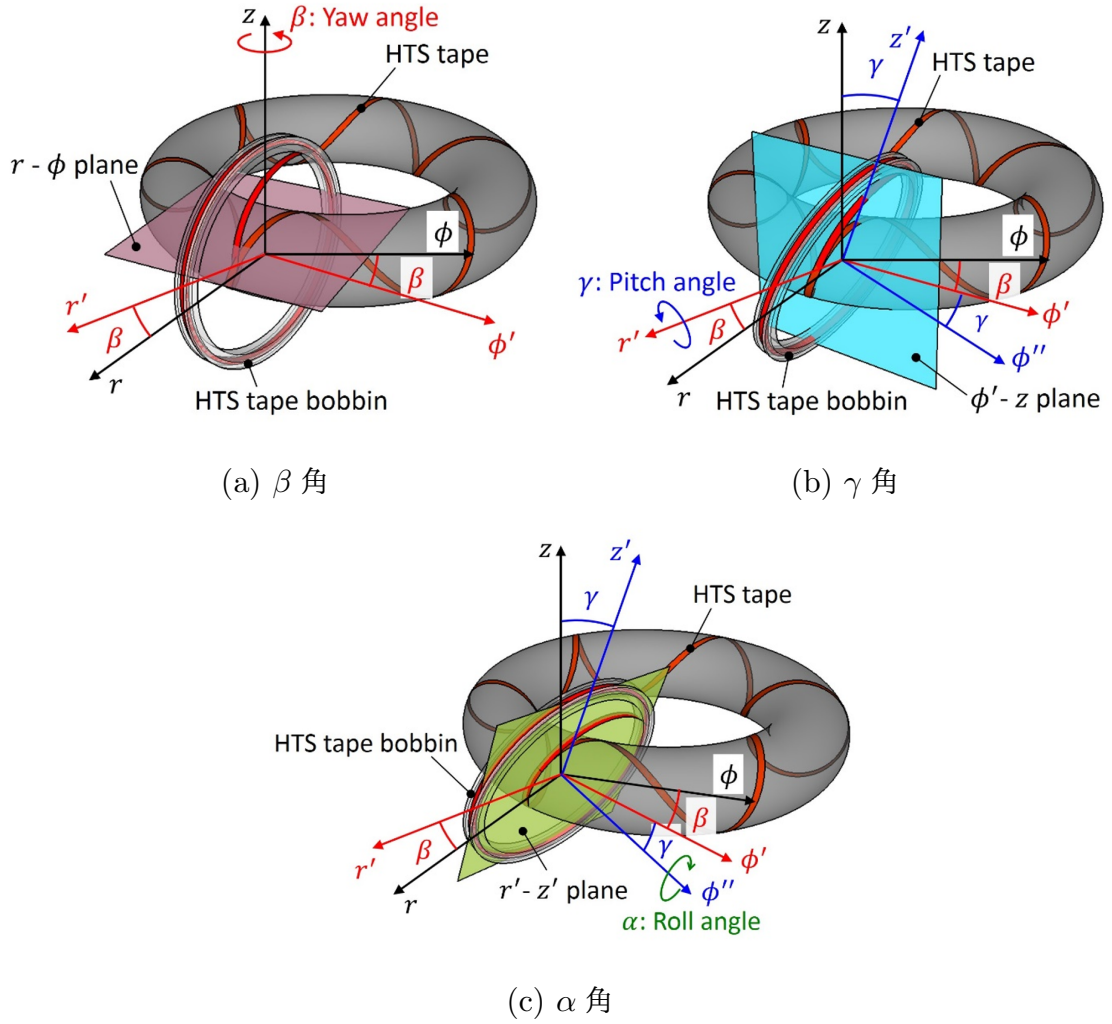 z
β: Yaw angle
HTS tape
r - ϕ plane
ϕ
β
r′
β
ϕ′
r
HTS tape bobbin
(a) β 角
z
z′
γ
HTS tape
ϕ
γ: Pitch angle
β
r′
β
γ
ϕ′
ϕ′′
r
HTS tape bobbin
ϕ′- z plane
(b) γ 角
z
z′
γ
HTS tape
HTS tape bobbin
ϕ
β
β
γ
r′
ϕ′
r
r′- z′ plane
ϕ′′
α: Roll angle
(c) α 角